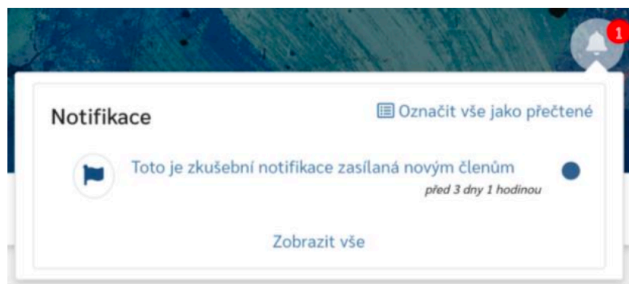 1
Notifikace
Označit vše jako přečtené
Toto je zkušební notifikace zasílaná novým členům
před 3 dny 1 hodinou
Zobrazit vše